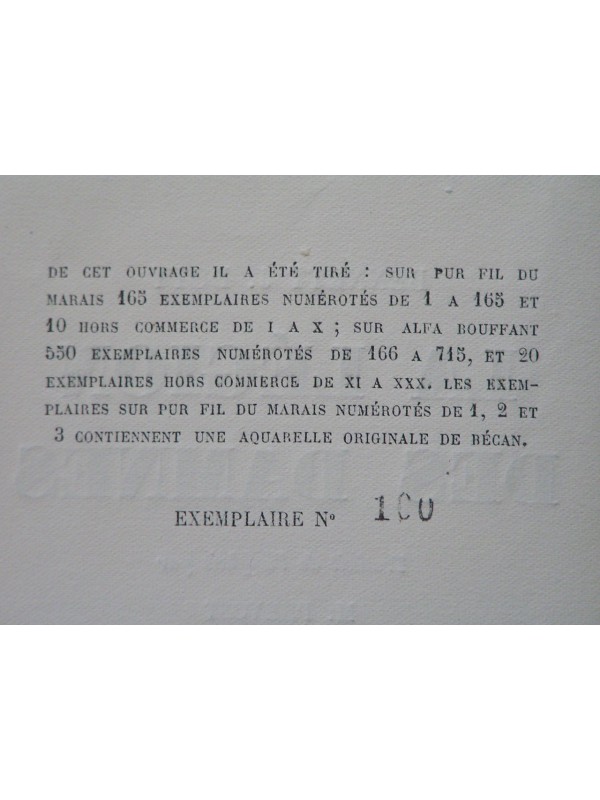 DE CET OUVRAGE IL A ÉTÉ TIRÉ : SUR PUR FIL DU
MARAIS 165 EXEMPLAIRES NUMÉROTÉS DE 1 A 165 ET
10 HORS COMMERCE DE I A X ; SUR ALFA BOUFFANT
550 EXEMPLAIRES NUMÉROTÉS DE 166 A 715, ET 20
EXEMPLAIRES HORS COMMERCE DE XI A XXX. LES EXEM-
PLAIRES SUR PUR FIL DU MARAIS NUMÉROTÉS DE 1, 2 ET
3 CONTIENNENT UNE AQUARELLE ORIGINALE DE BÉCAN.
EXEMPLAIRE Nº 100